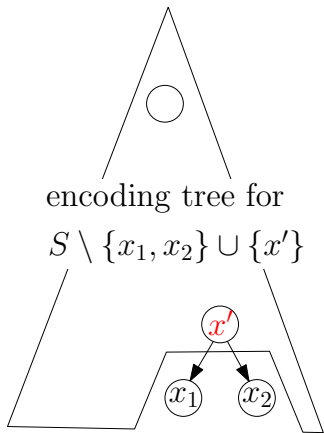 encoding tree for
S \ {x₁, x₂} ∪ {x′}
x′
x₁ x₂